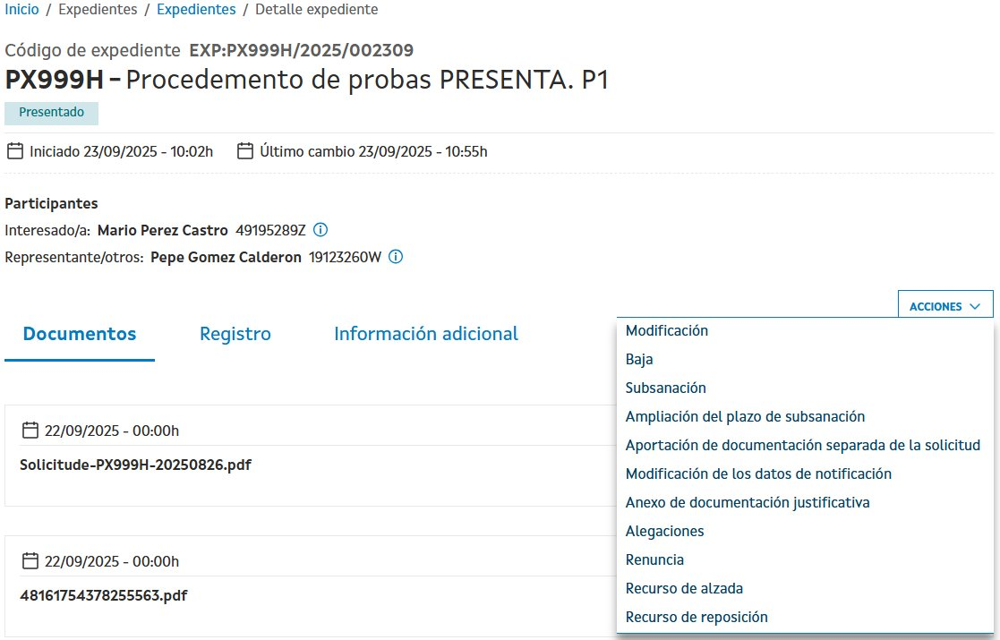 Inicio / Expedientes / Expedientes / Detalle expediente
Código de expediente EXP:PX999H/2025/002309
PX999H – Procedemento de probas PRESENTA. P1
Presentado
Iniciado 23/09/2025 - 10:02h Último cambio 23/09/2025 - 10:55h
Participantes
Interesado/a: Mario Perez Castro 49195289Z
Representante/otros: Pepe Gomez Calderon 19123260W
ACCIONES
Documentos Registro Información adicional
Modificación
Baja
Subsanación
Ampliación del plazo de subsanación
Aportación de documentación separada de la solicitud
Modificación de los datos de notificación
Anexo de documentación justificativa
Alegaciones
Renuncia
Recurso de alzada
Recurso de reposición
22/09/2025 - 00:00h
Solicitude-PX999H-20250826.pdf
22/09/2025 - 00:00h
48161754378255563.pdf